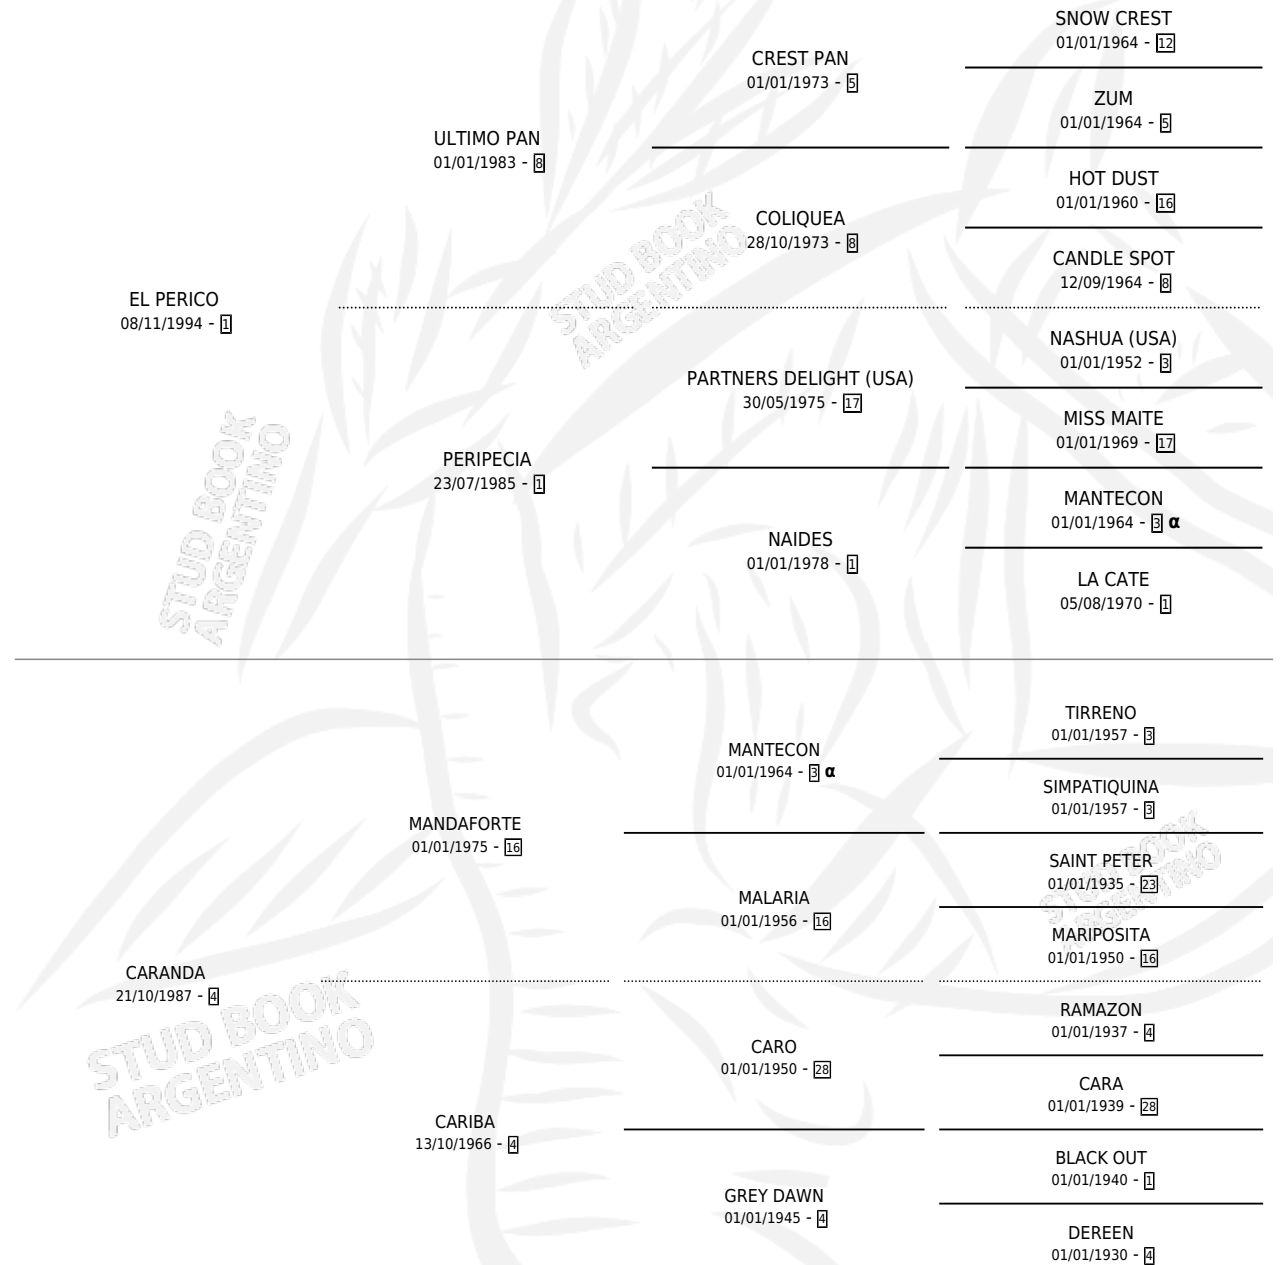 SNOW CREST
01/01/1964 - 12
CREST PAN
01/01/1973 - 5
ZUM
01/01/1964 - 5
ULTIMO PAN
01/01/1983 - 8
HOT DUST
01/01/1960 - 16
COLIQUEA
28/10/1973 - 8
CANDLE SPOT
12/09/1964 - 8
EL PERICO
08/11/1994 - 1
NASHUA (USA)
01/01/1952 - 3
PARTNERS DELIGHT (USA)
30/05/1975 - 17
MISS MAITE
01/01/1969 - 17
PERIPECIA
23/07/1985 - 1
MANTECON
01/01/1964 - 3 α
NAIDES
01/01/1978 - 1
LA CATE
05/08/1970 - 1
TIRRENO
01/01/1957 - 3
MANTECON
01/01/1964 - 3 α
SIMPATIQUINA
01/01/1957 - 3
MANDAFORTE
01/01/1975 - 16
SAINT PETER
01/01/1935 - 23
MALARIA
01/01/1956 - 16
MARIPOSITA
01/01/1950 - 16
CARANDA
21/10/1987 - 4
RAMAZON
01/01/1937 - 4
CARO
01/01/1950 - 28
CARA
01/01/1939 - 28
CARIBA
13/10/1966 - 4
BLACK OUT
01/01/1940 - 1
GREY DAWN
01/01/1945 - 4
DEREEN
01/01/1930 - 4
STUD BOOK
ARGENTINO
STUD BOOK
ARGENTINO
STUD BOOK
ARGENTINO
STUD BOOK
ARGENTINO